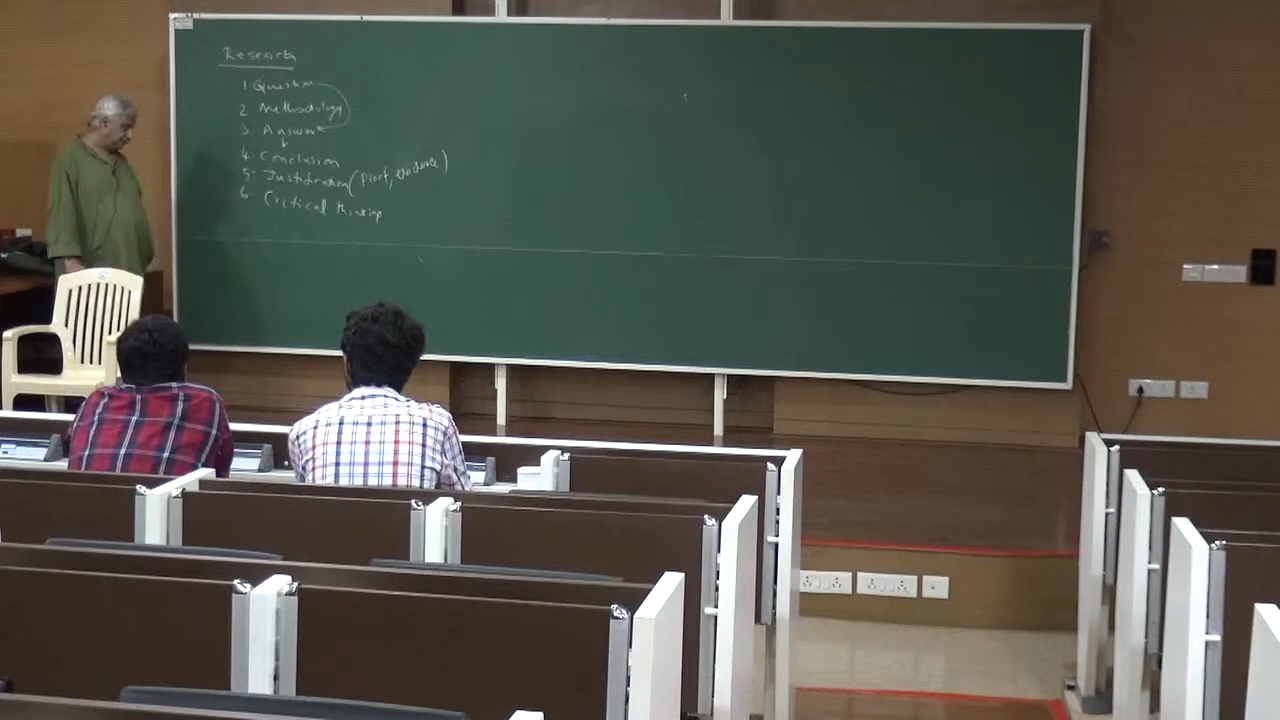 Research
1 Question
2 Methodology
3. Answer
4. Conclusion
5. Justification (proof, evidence)
6. Critical thinking